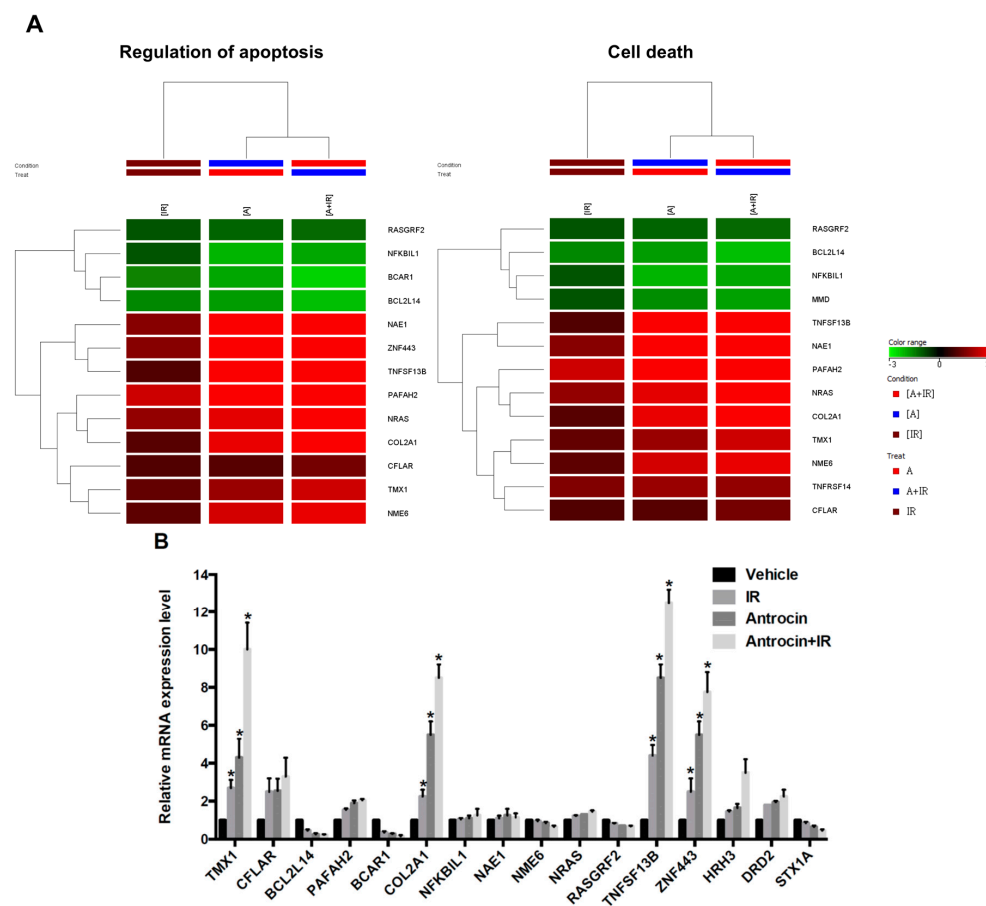 A
Regulation of apoptosis
Cell death
Condition
Treat
Condition
Treat
[IR]
[A]
[A+IR]
[IR]
[A]
[A+IR]
RASGRF2
NFKBIL1
BCAR1
BCL2L14
NAE1
ZNF443
TNFSF13B
PAFAH2
NRAS
COL2A1
CFLAR
TMX1
NME6
RASGRF2
BCL2L14
NFKBIL1
MMD
TNFSF13B
NAE1
PAFAH2
NRAS
COL2A1
TMX1
NME6
TNFRSF14
CFLAR
Color range
-3 0
Condition
[A+IR]
[A]
[IR]
Treat
A
A+IR
IR
B
Relative mRNA expression level
14
12
10
8
6
4
2
0
Vehicle
IR
Antrocin
Antrocin+IR
* * *
* * *
* * *
* * *
TMX1
CFLAR
BCL2L14
PAFAH2
BCAR1
COL2A1
NFKBIL1
NAE1
NME6
NRAS
RASGRF2
TNFSF13B
ZNF443
HRH3
DRD2
STX1A